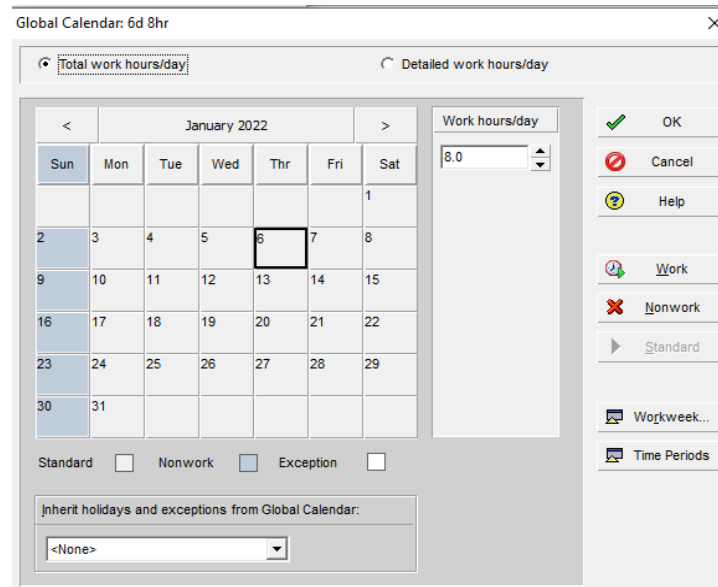 Global Calendar: 6d 8hr
Total work hours/day
Detailed work hours/day
< January 2022 >
Sun Mon Tue Wed Thr Fri Sat
1
2 3 4 5 6 7 8
9 10 11 12 13 14 15
16 17 18 19 20 21 22
23 24 25 26 27 28 29
30 31
Standard Nonwork Exception
Inherit holidays and exceptions from Global Calendar:
<None>
Work hours/day
8.0
OK
Cancel
Help
Work
Nonwork
Standard
Workweek...
Time Periods